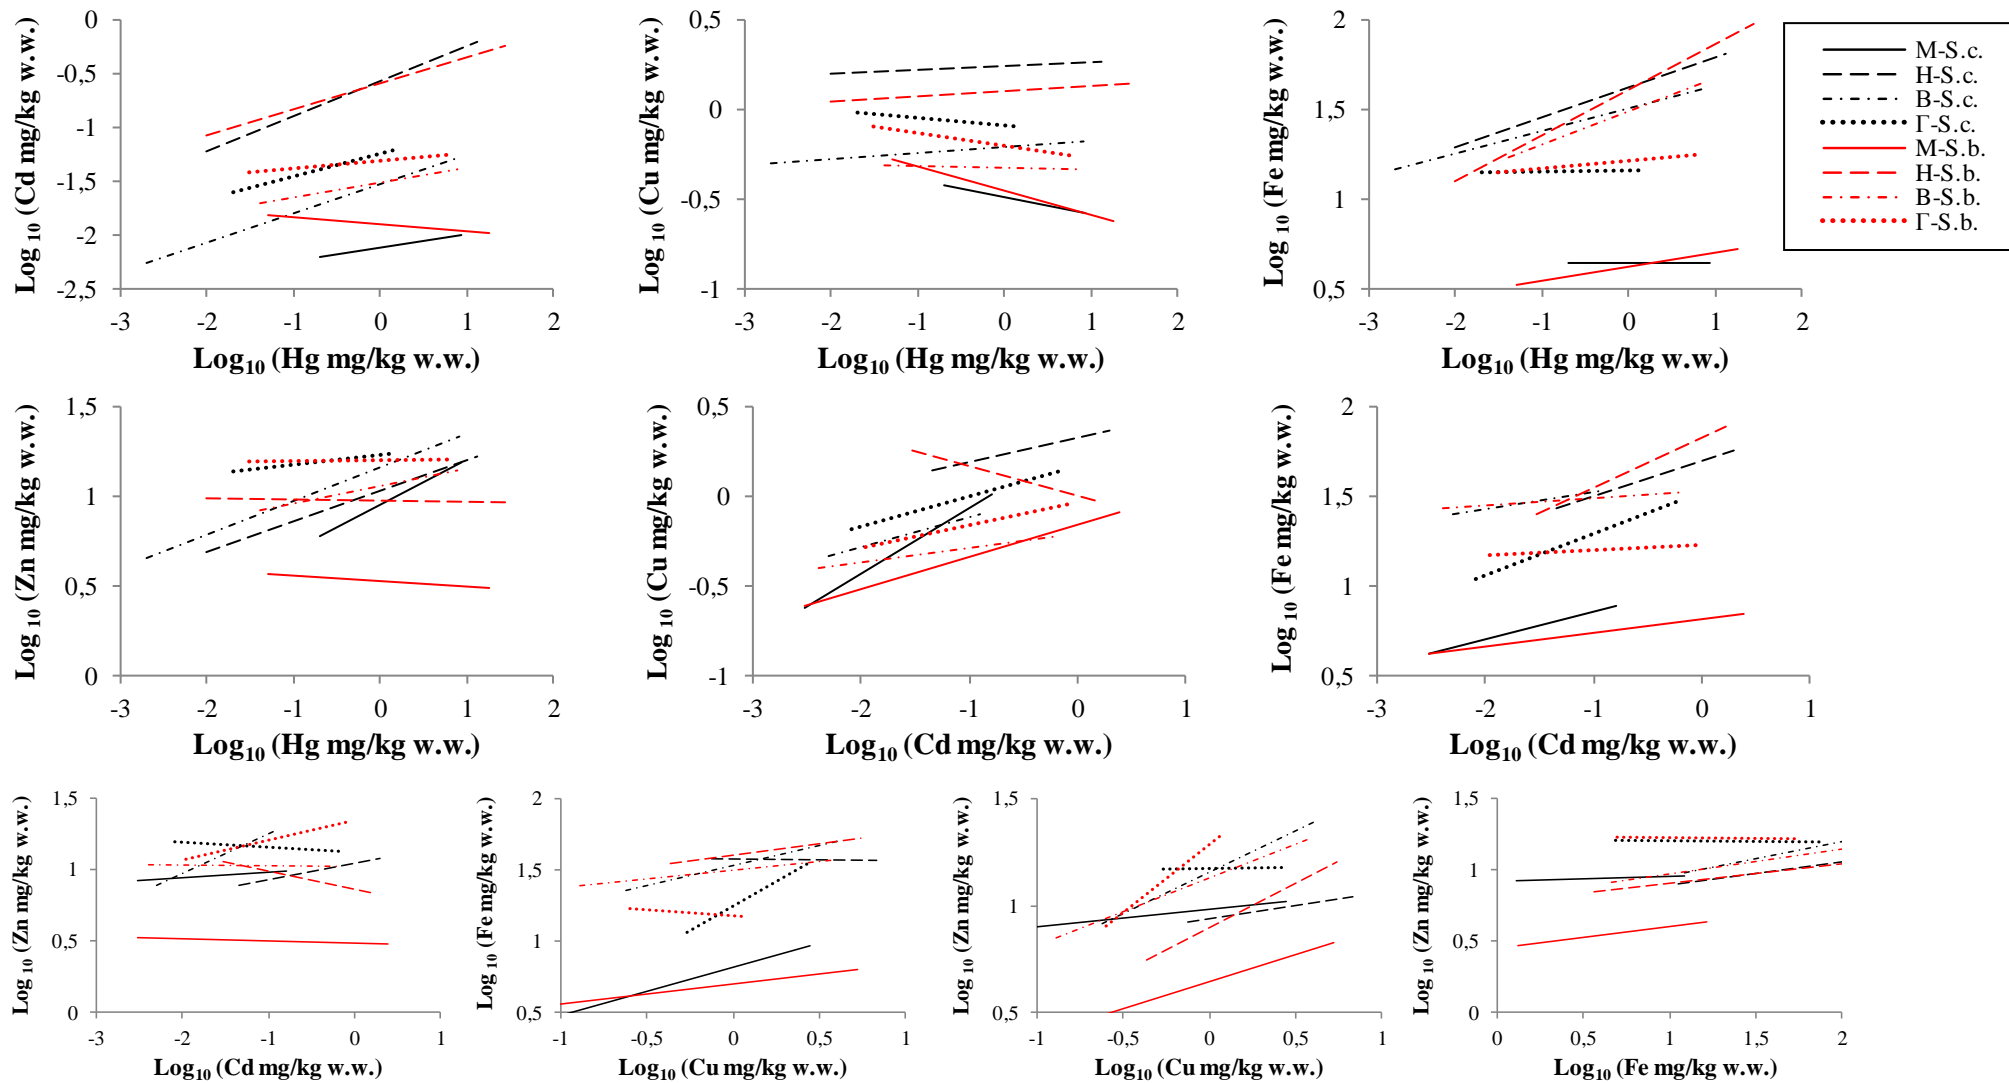 0
-0,5
-1
-1,5
-2
-2,5
-3 -2 -1 0 1 2
Log 10 (Cd mg/kg w.w.)
Log10 (Hg mg/kg w.w.)
0,5
0
-0,5
-1
-3 -2 -1 0 1 2
Log 10 (Cu mg/kg w.w.)
Log10 (Hg mg/kg w.w.)
2
1,5
1
0,5
-3 -2 -1 0 1 2
Log 10 (Fe mg/kg w.w.)
Log10 (Hg mg/kg w.w.)
M-S.c.
H-S.c.
B-S.c.
Γ-S.c.
M-S.b.
H-S.b.
B-S.b.
Γ-S.b.
1,5
1
0,5
0
-3 -2 -1 0 1 2
Log 10 (Zn mg/kg w.w.)
Log10 (Hg mg/kg w.w.)
0,5
0
-0,5
-1
-3 -2 -1 0 1
Log 10 (Cu mg/kg w.w.)
Log10 (Cd mg/kg w.w.)
2
1,5
1
0,5
-3 -2 -1 0 1
Log 10 (Fe mg/kg w.w.)
Log10 (Cd mg/kg w.w.)
1,5
1
0,5
0
-3 -2 -1 0 1
Log 10 (Zn mg/kg w.w.)
Log10 (Cd mg/kg w.w.)
2
1,5
1
0,5
-1 -0,5 0 0,5 1
Log 10 (Fe mg/kg w.w.)
Log10 (Cu mg/kg w.w.)
1,5
1
0,5
-1 -0,5 0 0,5 1
Log 10 (Zn mg/kg w.w.)
Log10 (Cu mg/kg w.w.)
1,5
1
0,5
0
0 0,5 1 1,5 2
Log 10 (Zn mg/kg w.w.)
Log10 (Fe mg/kg w.w.)